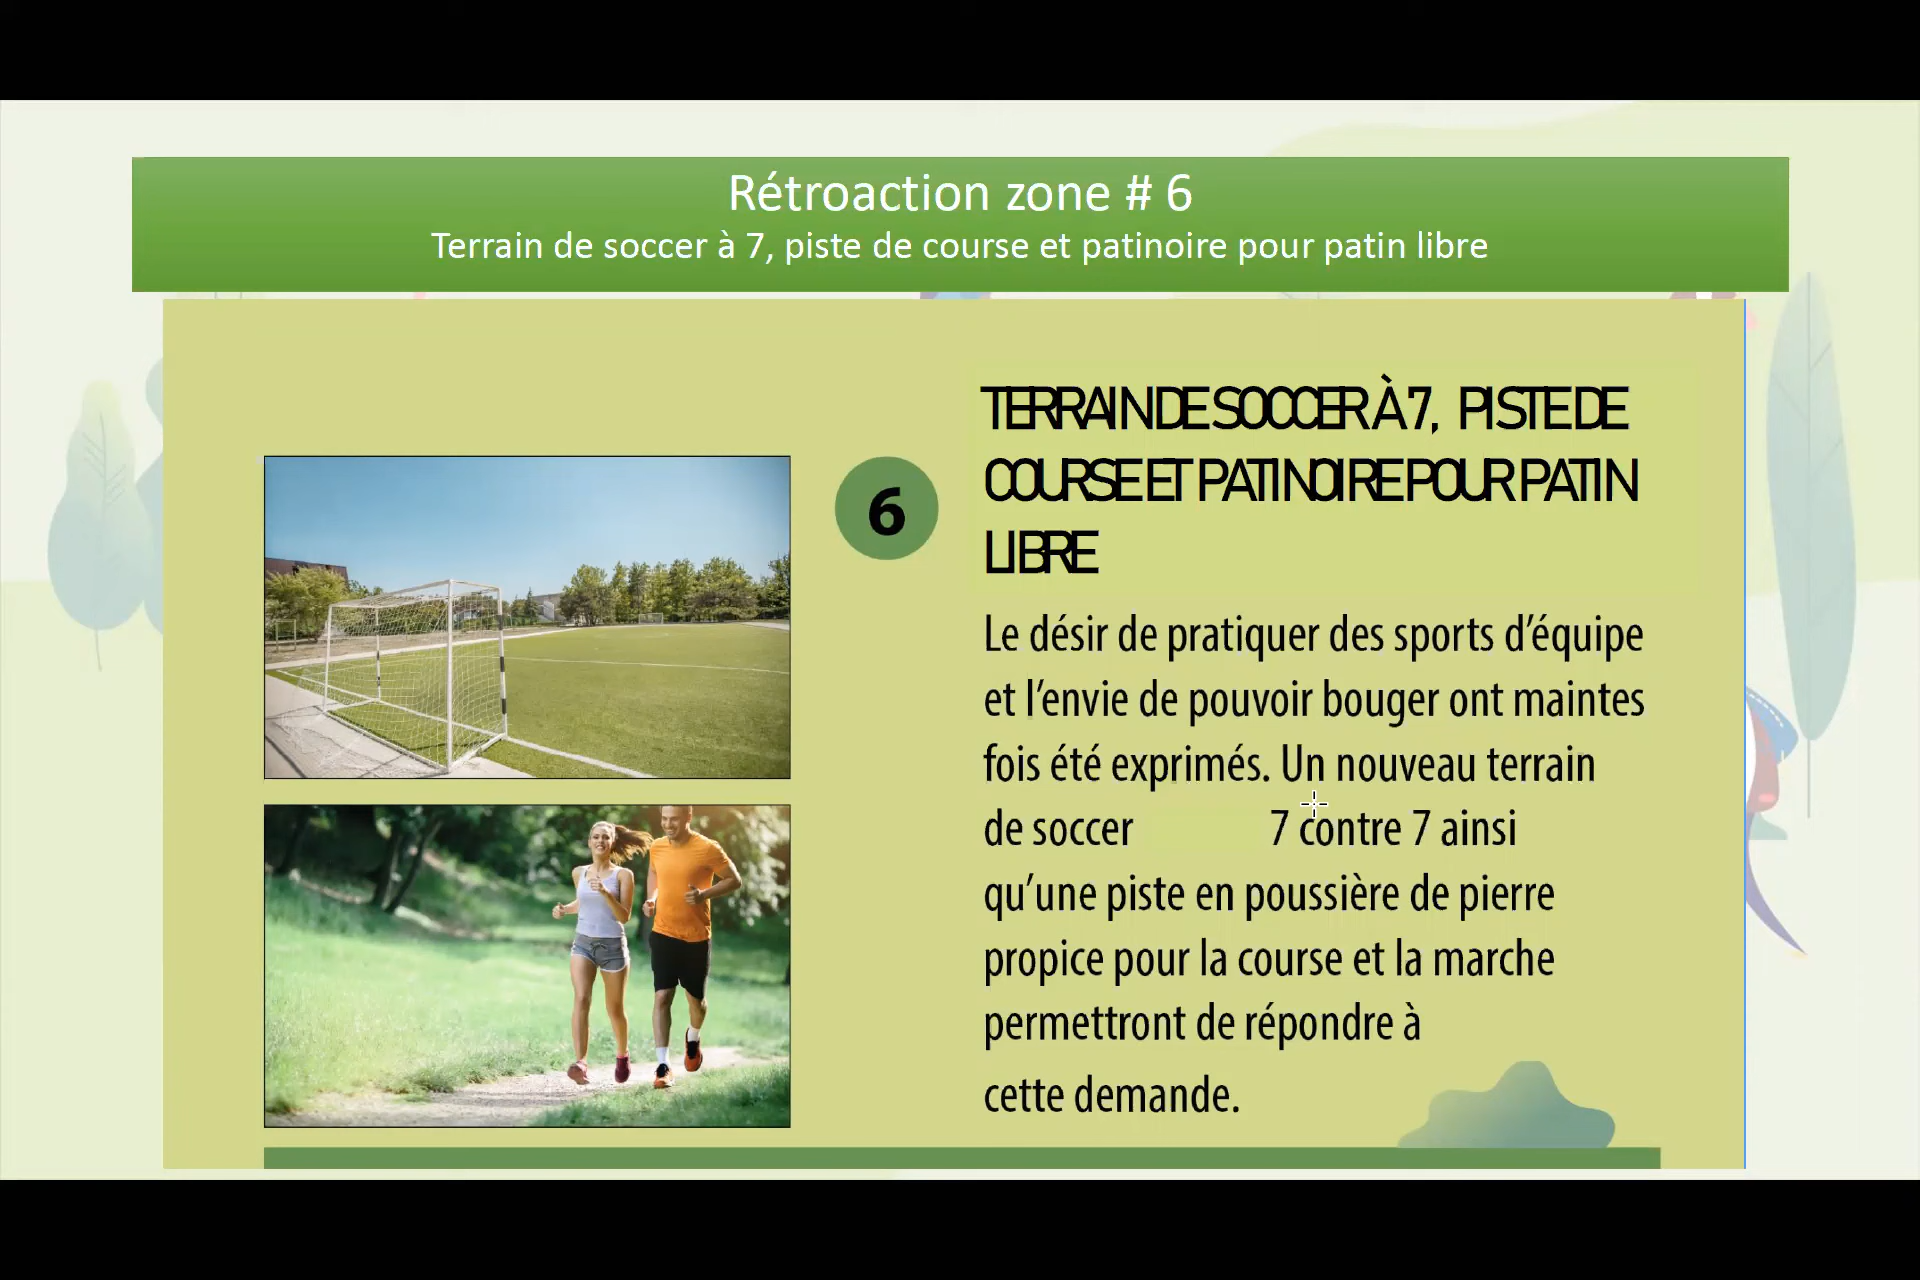 Rétroaction zone # 6
Terrain de soccer à 7, piste de course et patinoire pour patin libre
6
TERRAIN DE SOCCER À 7, PISTE DE
COURSE ET PATINOIRE POUR PATIN
LIBRE
Le désir de pratiquer des sports d’équipe
et l’envie de pouvoir bouger ont maintes
fois été exprimés. Un nouveau terrain
de soccer 7 contre 7 ainsi
qu’une piste en poussière de pierre
propice pour la course et la marche
permettront de répondre à
cette demande.